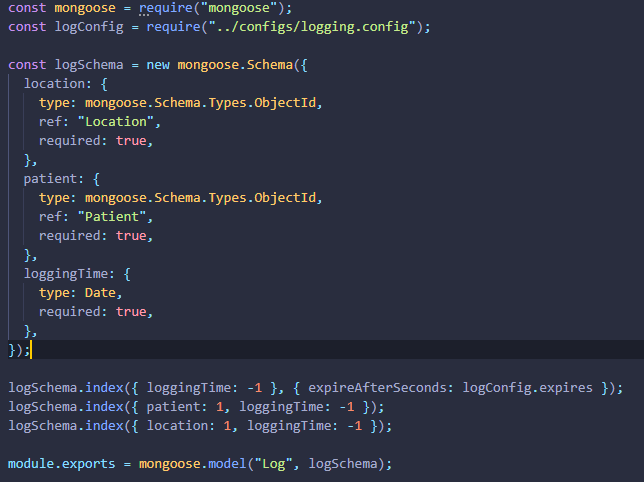 const mongoose = require("mongoose");
const logConfig = require("../configs/logging.config");
const logSchema = new mongoose.Schema({
  location: {
    type: mongoose.Schema.Types.ObjectId,
    ref: "Location",
    required: true,
  },
  patient: {
    type: mongoose.Schema.Types.ObjectId,
    ref: "Patient",
    required: true,
  },
  loggingTime: {
    type: Date,
    required: true,
  },
});
logSchema.index({ loggingTime: -1 }, { expireAfterSeconds: logConfig.expires });
logSchema.index({ patient: 1, loggingTime: -1 });
logSchema.index({ location: 1, loggingTime: -1 });
module.exports = mongoose.model("Log", logSchema);